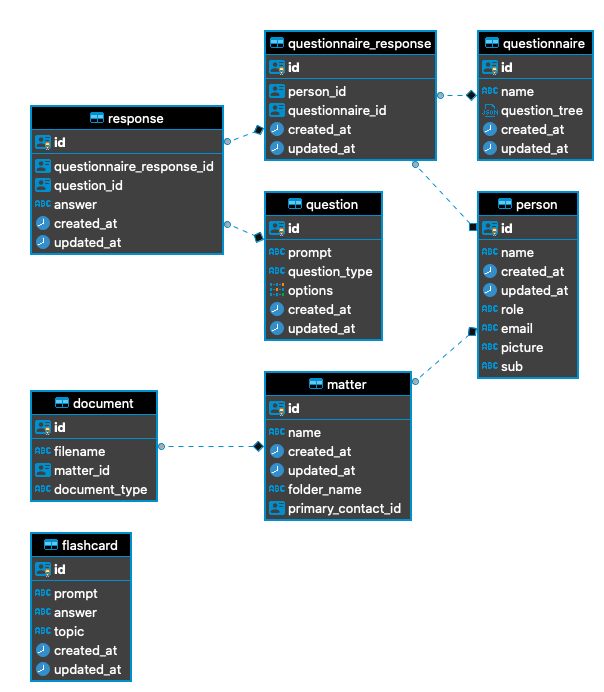 questionnaire_response
id
person_id
questionnaire_id
created_at
updated_at
questionnaire
id
name
question_tree
created_at
updated_at
response
id
questionnaire_response_id
question_id
answer
created_at
updated_at
question
id
prompt
question_type
options
created_at
updated_at
person
id
name
created_at
updated_at
role
email
picture
sub
document
id
filename
matter_id
document_type
matter
id
name
created_at
updated_at
folder_name
primary_contact_id
flashcard
id
prompt
answer
topic
created_at
updated_at